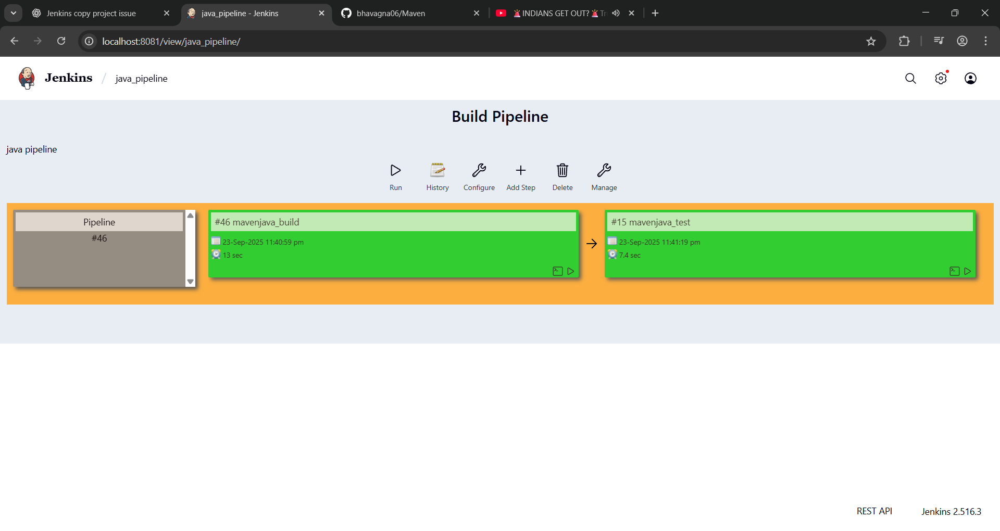 Jenkins copy project issue
java_pipeline - Jenkins
bhavagna06/Maven
🚨INDIANS GET OUT?🚨
localhost:8081/view/java_pipeline/
Jenkins / java_pipeline
Build Pipeline
java pipeline
Run
History
Configure
Add Step
Delete
Manage
Pipeline
#46
#46 mavenjava_build
23-Sep-2025 11:40:59 pm
13 sec
#15 mavenjava_test
23-Sep-2025 11:41:19 pm
7.4 sec
REST API
Jenkins 2.516.3